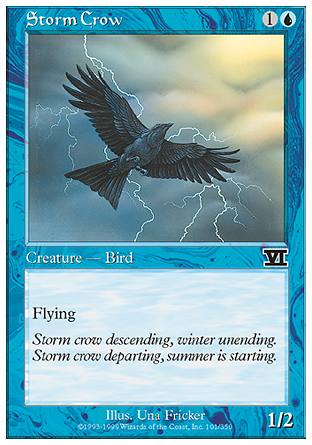 Storm Crow 1
Creature — Bird VI
Flying
Storm crow descending, winter unending.
Storm crow departing, summer is starting.
Illus. Una Fricker
©1993-1999 Wizards of the Coast, Inc. 101/350
1/2